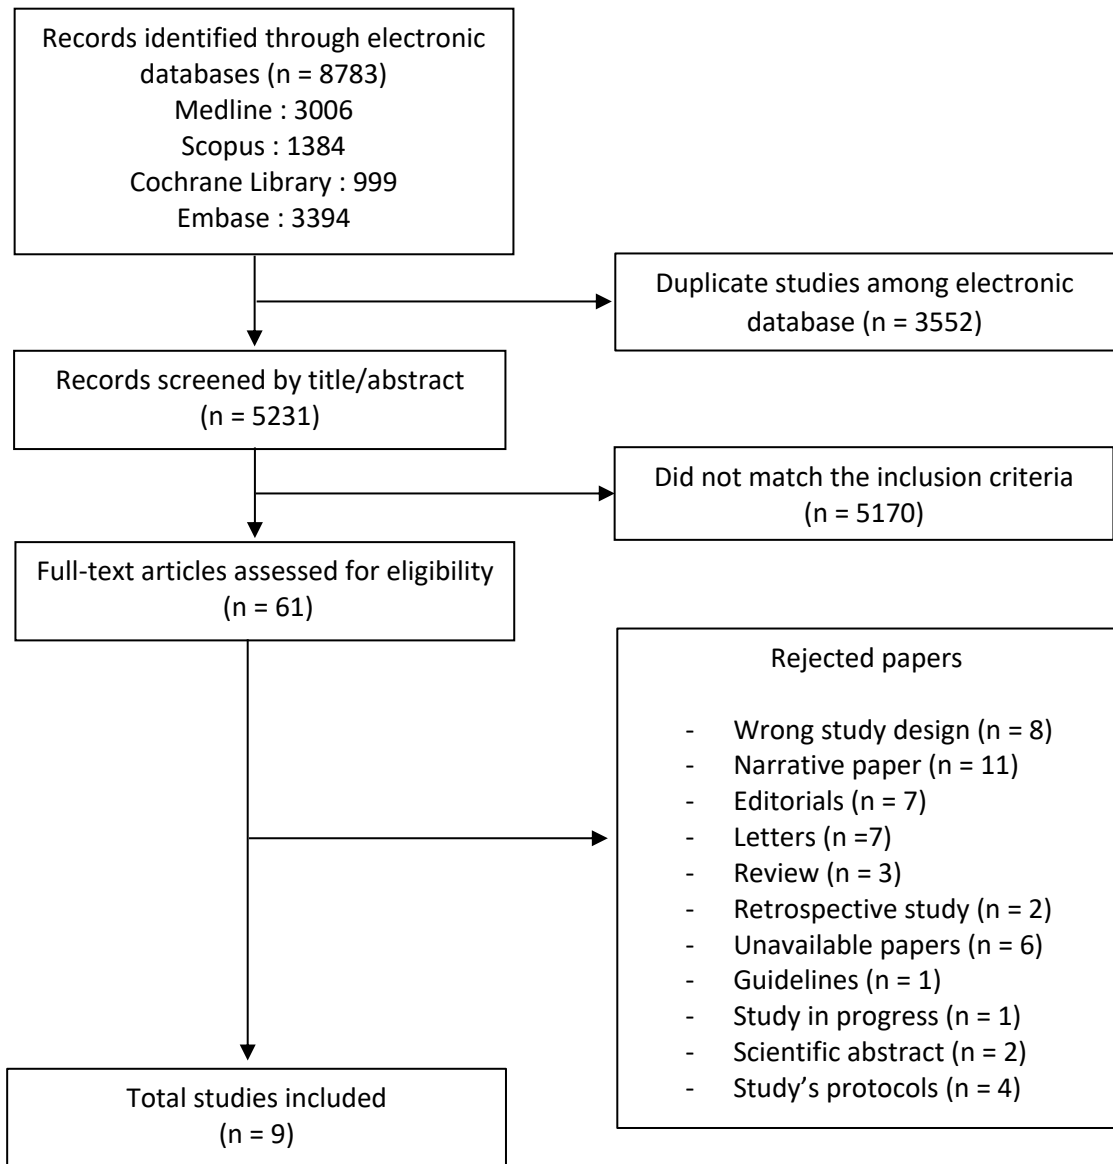 Records identified through electronic
databases (n = 8783)
Medline : 3006
Scopus : 1384
Cochrane Library : 999
Embase : 3394
Duplicate studies among electronic
database (n = 3552)
Records screened by title/abstract
(n = 5231)
Did not match the inclusion criteria
(n = 5170)
Full-text articles assessed for eligibility
(n = 61)
Rejected papers
- Wrong study design (n = 8)
- Narrative paper (n = 11)
- Editorials (n = 7)
- Letters (n =7)
- Review (n = 3)
- Retrospective study (n = 2)
- Unavailable papers (n = 6)
- Guidelines (n = 1)
- Study in progress (n = 1)
- Scientific abstract (n = 2)
- Study’s protocols (n = 4)
Total studies included
(n = 9)